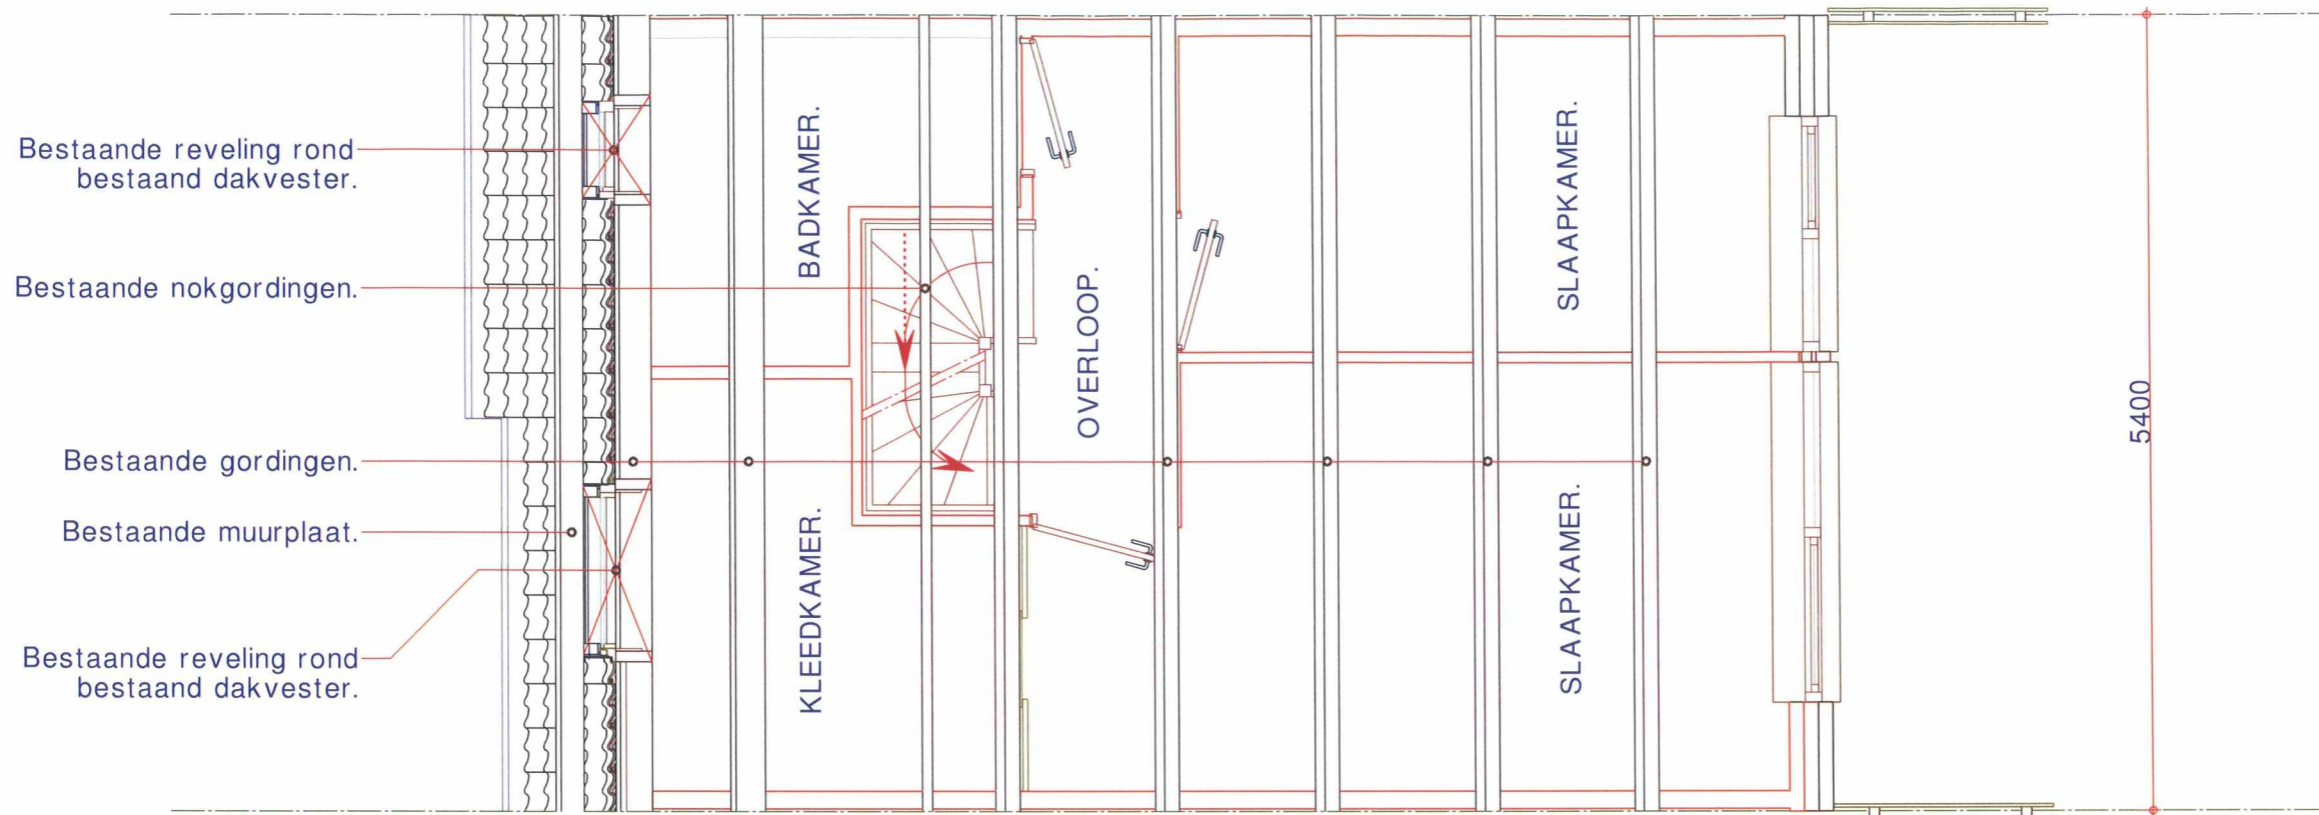 Bestaande reveling rond
bestaand dakvester.
Bestaande nokgordingen.
Bestaande gordingen.
Bestaande muurplaat.
Bestaande reveling rond
bestaand dakvester.
BADKAMER.
KLEEDKAMER.
OVERLOOP.
SLAAPKAMER.
SLAAPKAMER.
5400